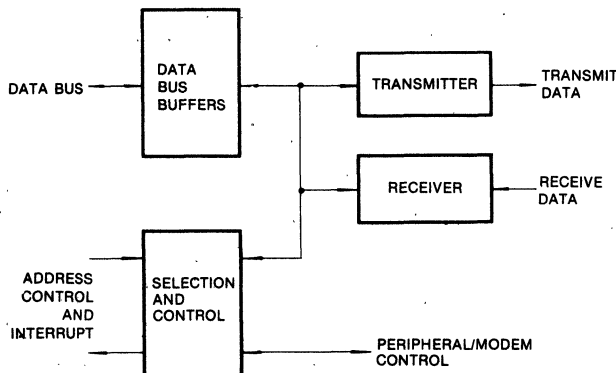 DATA BUS
DATA
BUS
BUFFERS
TRANSMITTER
TRANSMIT
DATA
RECEIVER
RECEIVE
DATA
ADDRESS
CONTROL
AND
INTERRUPT
SELECTION
AND
CONTROL
PERIPHERAL/MODEM
CONTROL